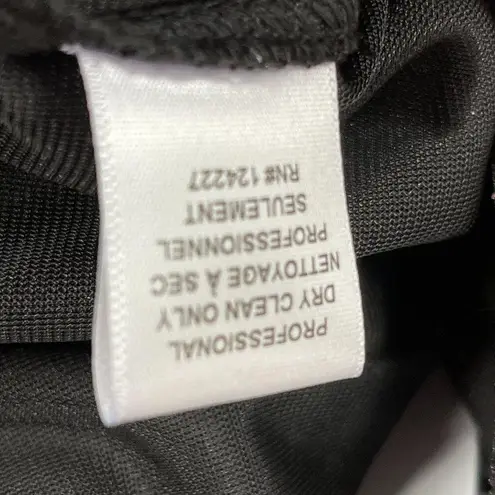 PROFESSIONAL
DRY CLEAN ONLY
NETTOYAGE À SEC
PROFESSIONNEL
SEULEMENT
RN# 124227